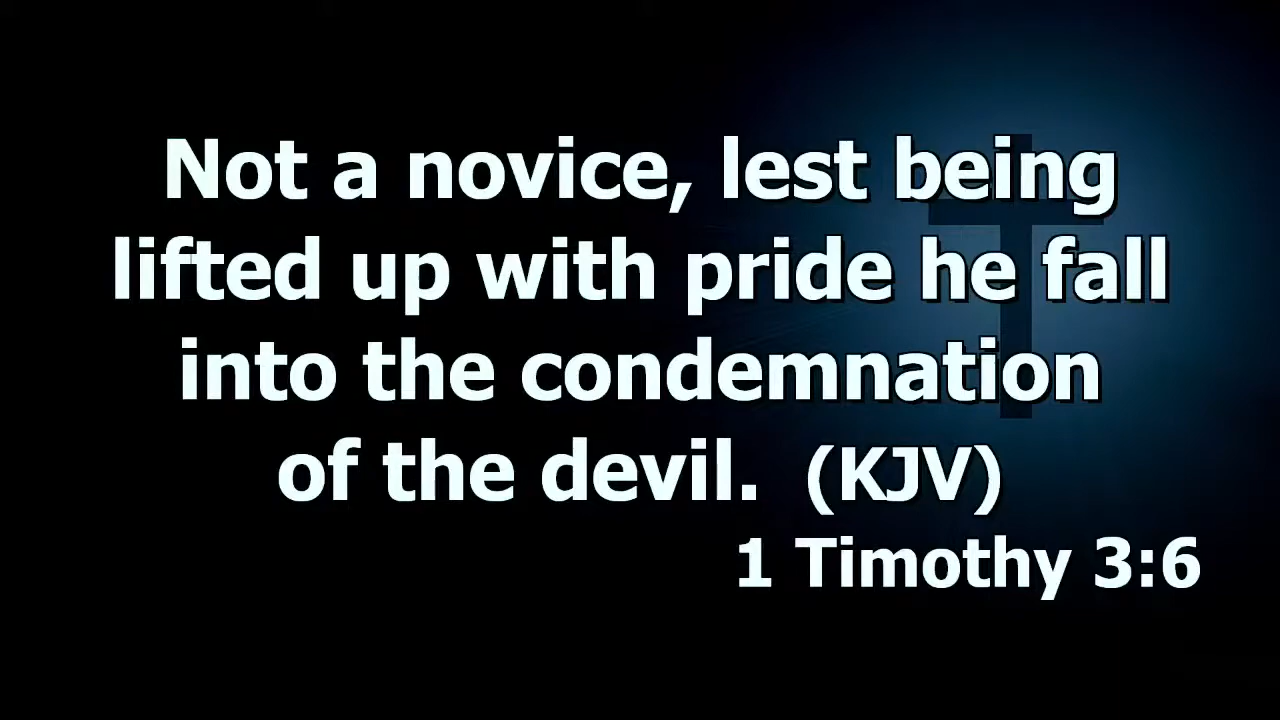 Not a novice, lest being
lifted up with pride he fall
into the condemnation
of the devil. (KJV)
1 Timothy 3:6